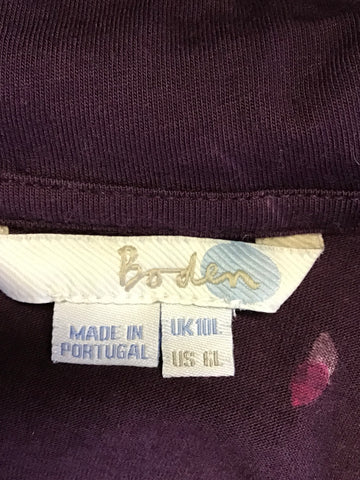 Boden
MADE IN
PORTUGAL
UK10L
US 6L